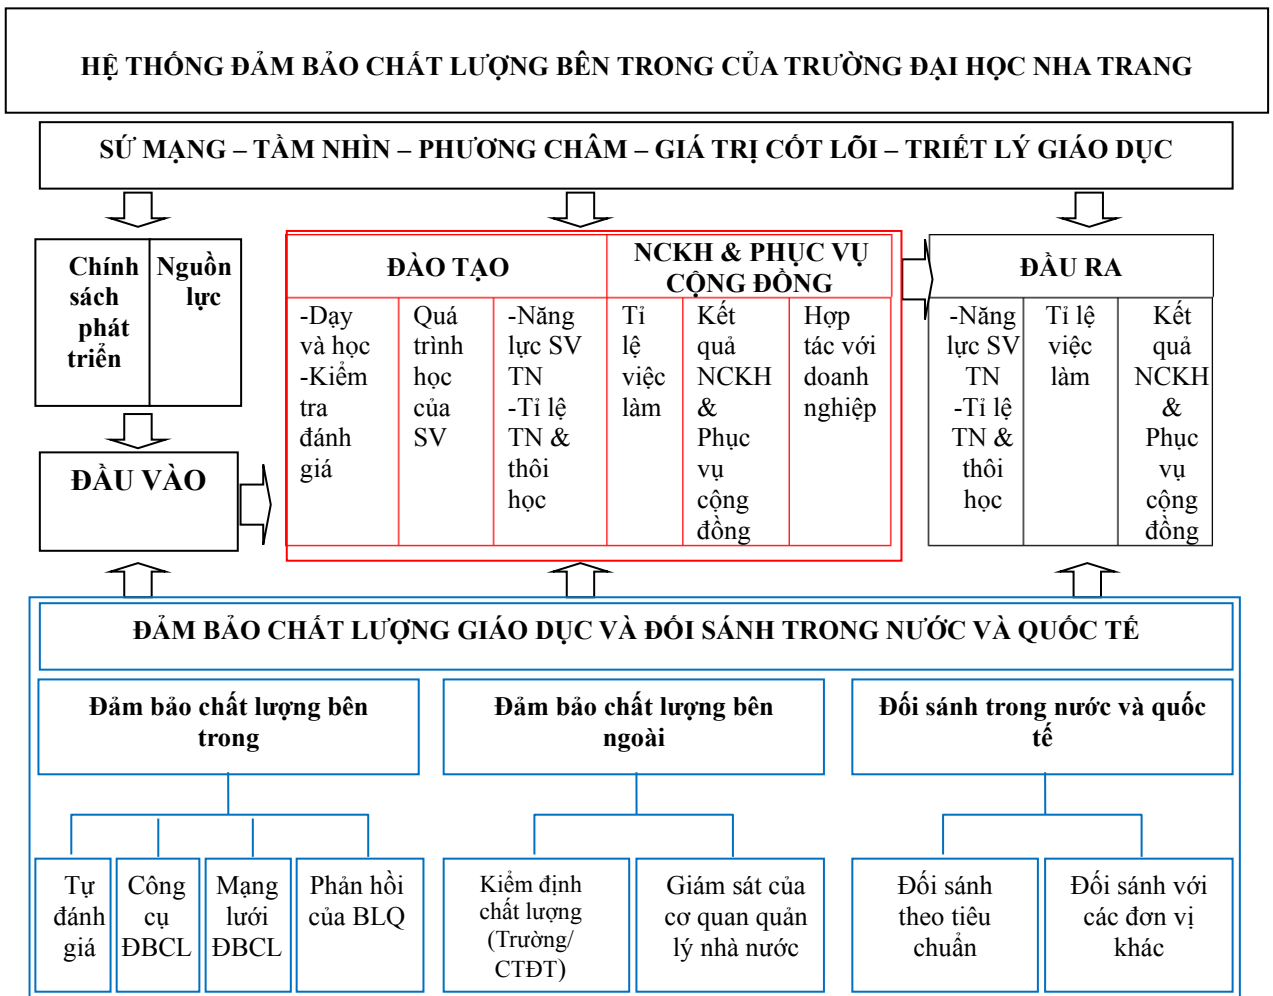 HỆ THỐNG ĐẢM BẢO CHẤT LƯỢNG BÊN TRONG CỦA TRƯỜNG ĐẠI HỌC NHA TRANG
SỨ MẠNG – TẦM NHÌN – PHƯƠNG CHÂM – GIÁ TRỊ CỐT LÕI – TRIẾT LÝ GIÁO DỤC
Chính
sách
phát
triển
Nguồn
lực
ĐẦU VÀO
ĐÀO TẠO
-Dạy
và học
-Kiểm
tra
đánh
giá
Quá
trình
học
của
SV
-Năng
lực SV
TN
-Tỉ lệ
TN &
thôi
học
NCKH & PHỤC VỤ
CỘNG ĐỒNG
Tỉ
lệ
việc
làm
Kết
quả
NCKH
&
Phục
vụ
cộng
đồng
Hợp
tác với
doanh
nghiệp
ĐẦU RA
-Năng
lực SV
TN
-Tỉ lệ
TN &
thôi
học
Tỉ lệ
việc
làm
Kết
quả
NCKH
&
Phục
vụ
cộng
đồng
ĐẢM BẢO CHẤT LƯỢNG GIÁO DỤC VÀ ĐỐI SÁNH TRONG NƯỚC VÀ QUỐC TẾ
Đảm bảo chất lượng bên
trong
Đảm bảo chất lượng bên
ngoài
Đối sánh trong nước và quốc
tế
Tự
đánh
giá
Công
cụ
ĐBCL
Mạng
lưới
ĐBCL
Phản hồi
của BLQ
Kiểm định
chất lượng
(Trường/
CTĐT)
Giám sát của
cơ quan quản
lý nhà nước
Đối sánh
theo tiêu
chuẩn
Đối sánh với
các đơn vị
khác